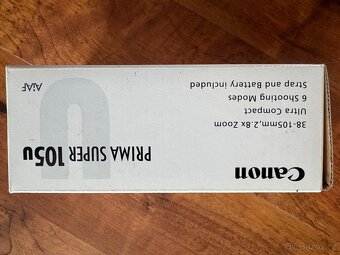 Canon
PRIMA SUPER 105u
38-105mm, 2.8x Zoom
Ultra Compact
6 Shooting Modes
Strap and Battery included
AiAF
U